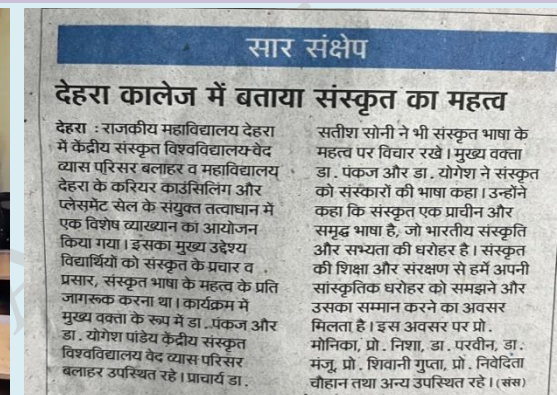 सार संक्षेप
देहरा कालेज में बताया संस्कृत का महत्व
देहरा : राजकीय महाविद्यालय देहरा
में केंद्रीय संस्कृत विश्वविद्यालय वेद
व्यास परिसर बलाहर व महाविद्यालय
देहरा के करियर काउंसिलिंग और
प्लेसमेंट सेल के संयुक्त तत्वाधान में
एक विशेष व्याख्यान का आयोजन
किया गया। इसका मुख्य उद्देश्य
विद्यार्थियों को संस्कृत के प्रचार व
प्रसार, संस्कृत भाषा के महत्व के प्रति
जागरूक करना था। कार्यक्रम में
मुख्य वक्ता के रूप में डा. पंकज और
डा. योगेश पांडेय केंद्रीय संस्कृत
विश्वविद्यालय वेद व्यास परिसर
बलाहर उपस्थित रहे। प्राचार्य डा.
सतीश सोनी ने भी संस्कृत भाषा के
महत्व पर विचार रखे। मुख्य वक्ता
डा. पंकज और डा. योगेश ने संस्कृत
को संस्कारों की भाषा कहा। उन्होंने
कहा कि संस्कृत एक प्राचीन और
समृद्ध भाषा है, जो भारतीय संस्कृति
और सभ्यता की धरोहर है। संस्कृत
की शिक्षा और संरक्षण से हमें अपनी
सांस्कृतिक धरोहर को समझने और
उसका सम्मान करने का अवसर
मिलता है। इस अवसर पर प्रो.
मोनिका, प्रो. निशा, डा. परवीन, डा.
मंजू, प्रो. शिवानी गुप्ता, प्रो. निवेदिता
चौहान तथा अन्य उपस्थित रहे। (संस)